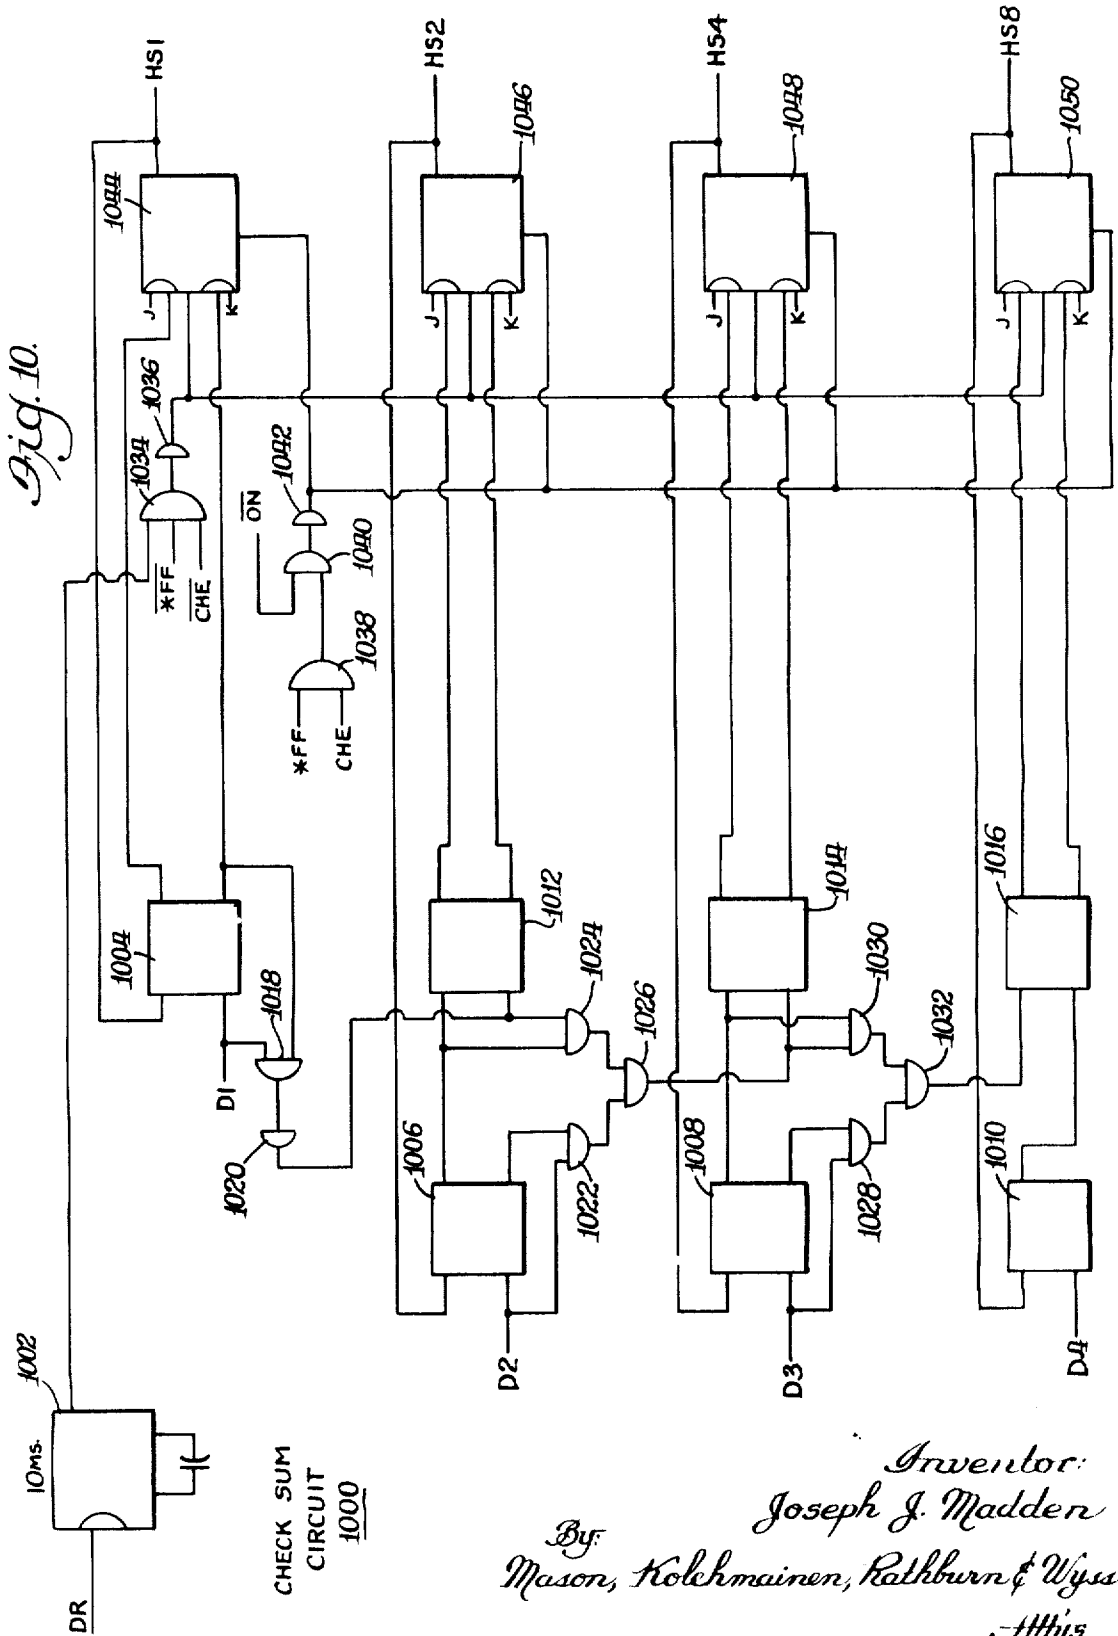 Fig. 10.
HS1
HS2
HS4
HS8
1044
1046
1048
1050
J
K
J
K
J
K
J
K
1036
1034
*FF
CHE
1042
ON
1040
1038
*FF
CHE
1004
1018
1020
D1
1012
1024
1026
1006
1022
D2
1014
1030
1032
1008
1028
D3
1016
1010
D4
1002
10MS.
DR
CHECK SUM
CIRCUIT
1000
Inventor:
Joseph J. Madden
By:
Mason, Kolehmainen, Rathburn & Wyss
Attys